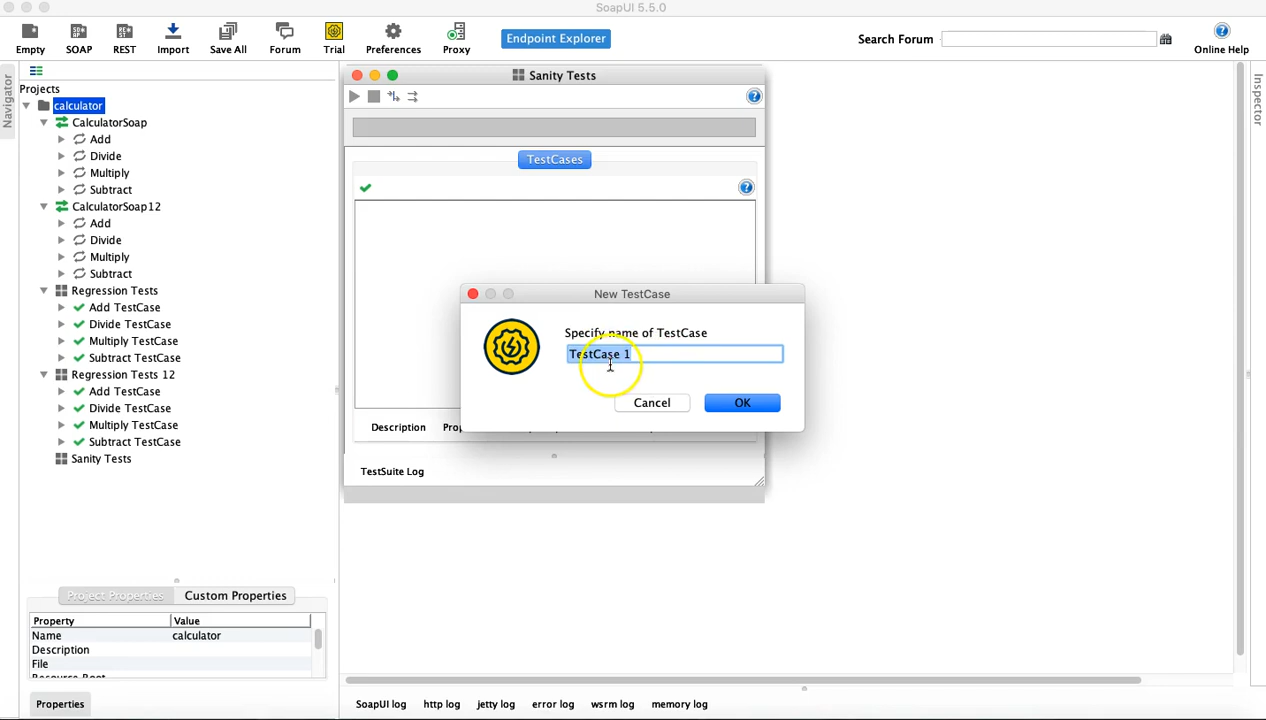 SoapUI 5.5.0
Empty
SOAP
REST
Import
Save All
Forum
Trial
Preferences
Proxy
Endpoint Explorer
Search Forum
Online Help
Navigator
Projects
calculator
CalculatorSoap
Add
Divide
Multiply
Subtract
CalculatorSoap12
Add
Divide
Multiply
Subtract
Regression Tests
Add TestCase
Divide TestCase
Multiply TestCase
Subtract TestCase
Regression Tests 12
Add TestCase
Divide TestCase
Multiply TestCase
Subtract TestCase
Sanity Tests
Sanity Tests
TestCases
New TestCase
Specify name of TestCase
TestCase 1
Cancel
OK
Description
TestSuite Log
Inspector
Project Properties
Custom Properties
Property
Value
Name
calculator
Description
File
Resource Root
Properties
SoapUI log
http log
jetty log
error log
wsrm log
memory log